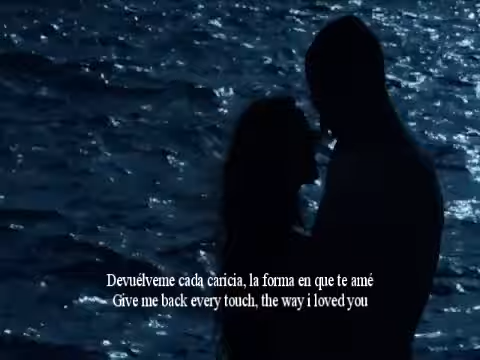 Devuélveme cada caricia, la forma en que te amé
Give me back every touch, the way i loved you